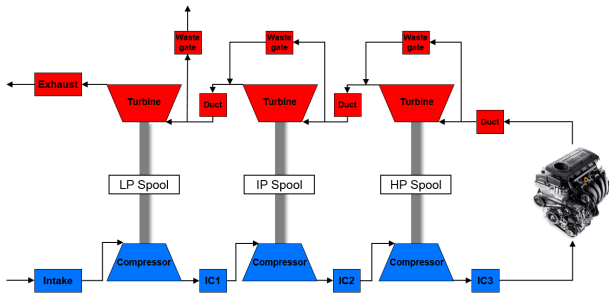 Waste
gate
Waste
gate
Waste
gate
Exhaust
Turbine
Duct
Turbine
Duct
Turbine
Duct
LP Spool
IP Spool
HP Spool
Intake
Compressor
IC1
Compressor
IC2
Compressor
IC3